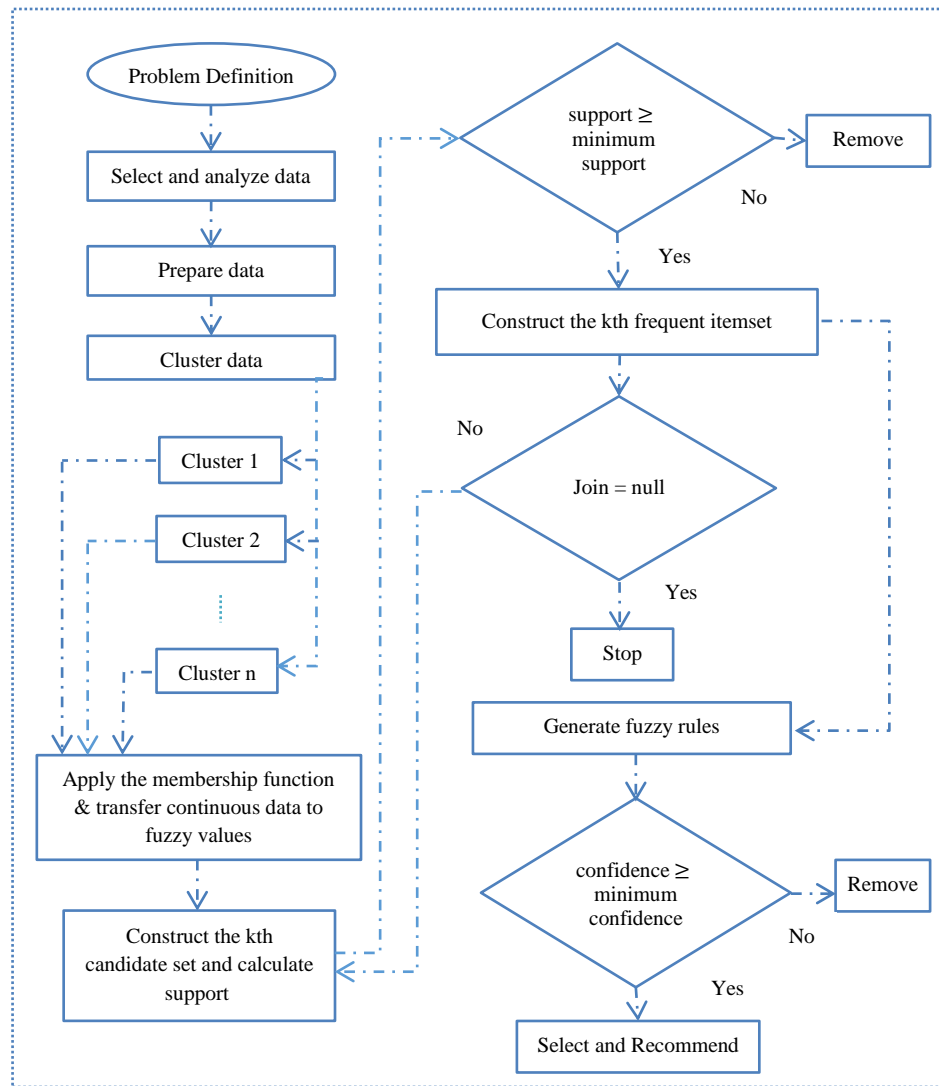 Problem Definition
Select and analyze data
Prepare data
Cluster data
Cluster 1
Cluster 2
Cluster n
Apply the membership function
& transfer continuous data to
fuzzy values
Construct the kth
candidate set and calculate
support
support ≥
minimum
support
Remove
No
Yes
Construct the kth frequent itemset
No
Join = null
Yes
Stop
Generate fuzzy rules
confidence ≥
minimum
confidence
Remove
No
Yes
Select and Recommend